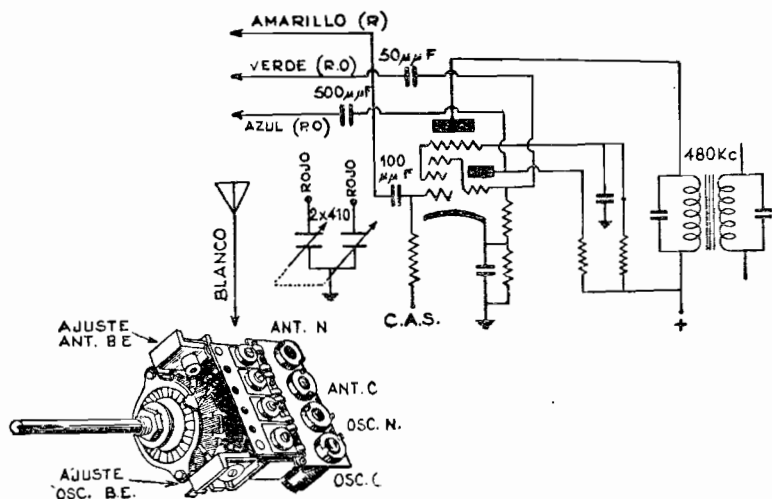 AMARILLO (R)
VERDE (R.O)
50µµF
500µµF
AZUL (R.O)
480Kc
100
µµF
ROJO
ROJO
2x410
BLANCO
C.A.S.
+
AJUSTE
ANT. B.E
ANT. N
ANT. C
OSC. N.
OSC. C
AJUSTE
OSC. B.E.